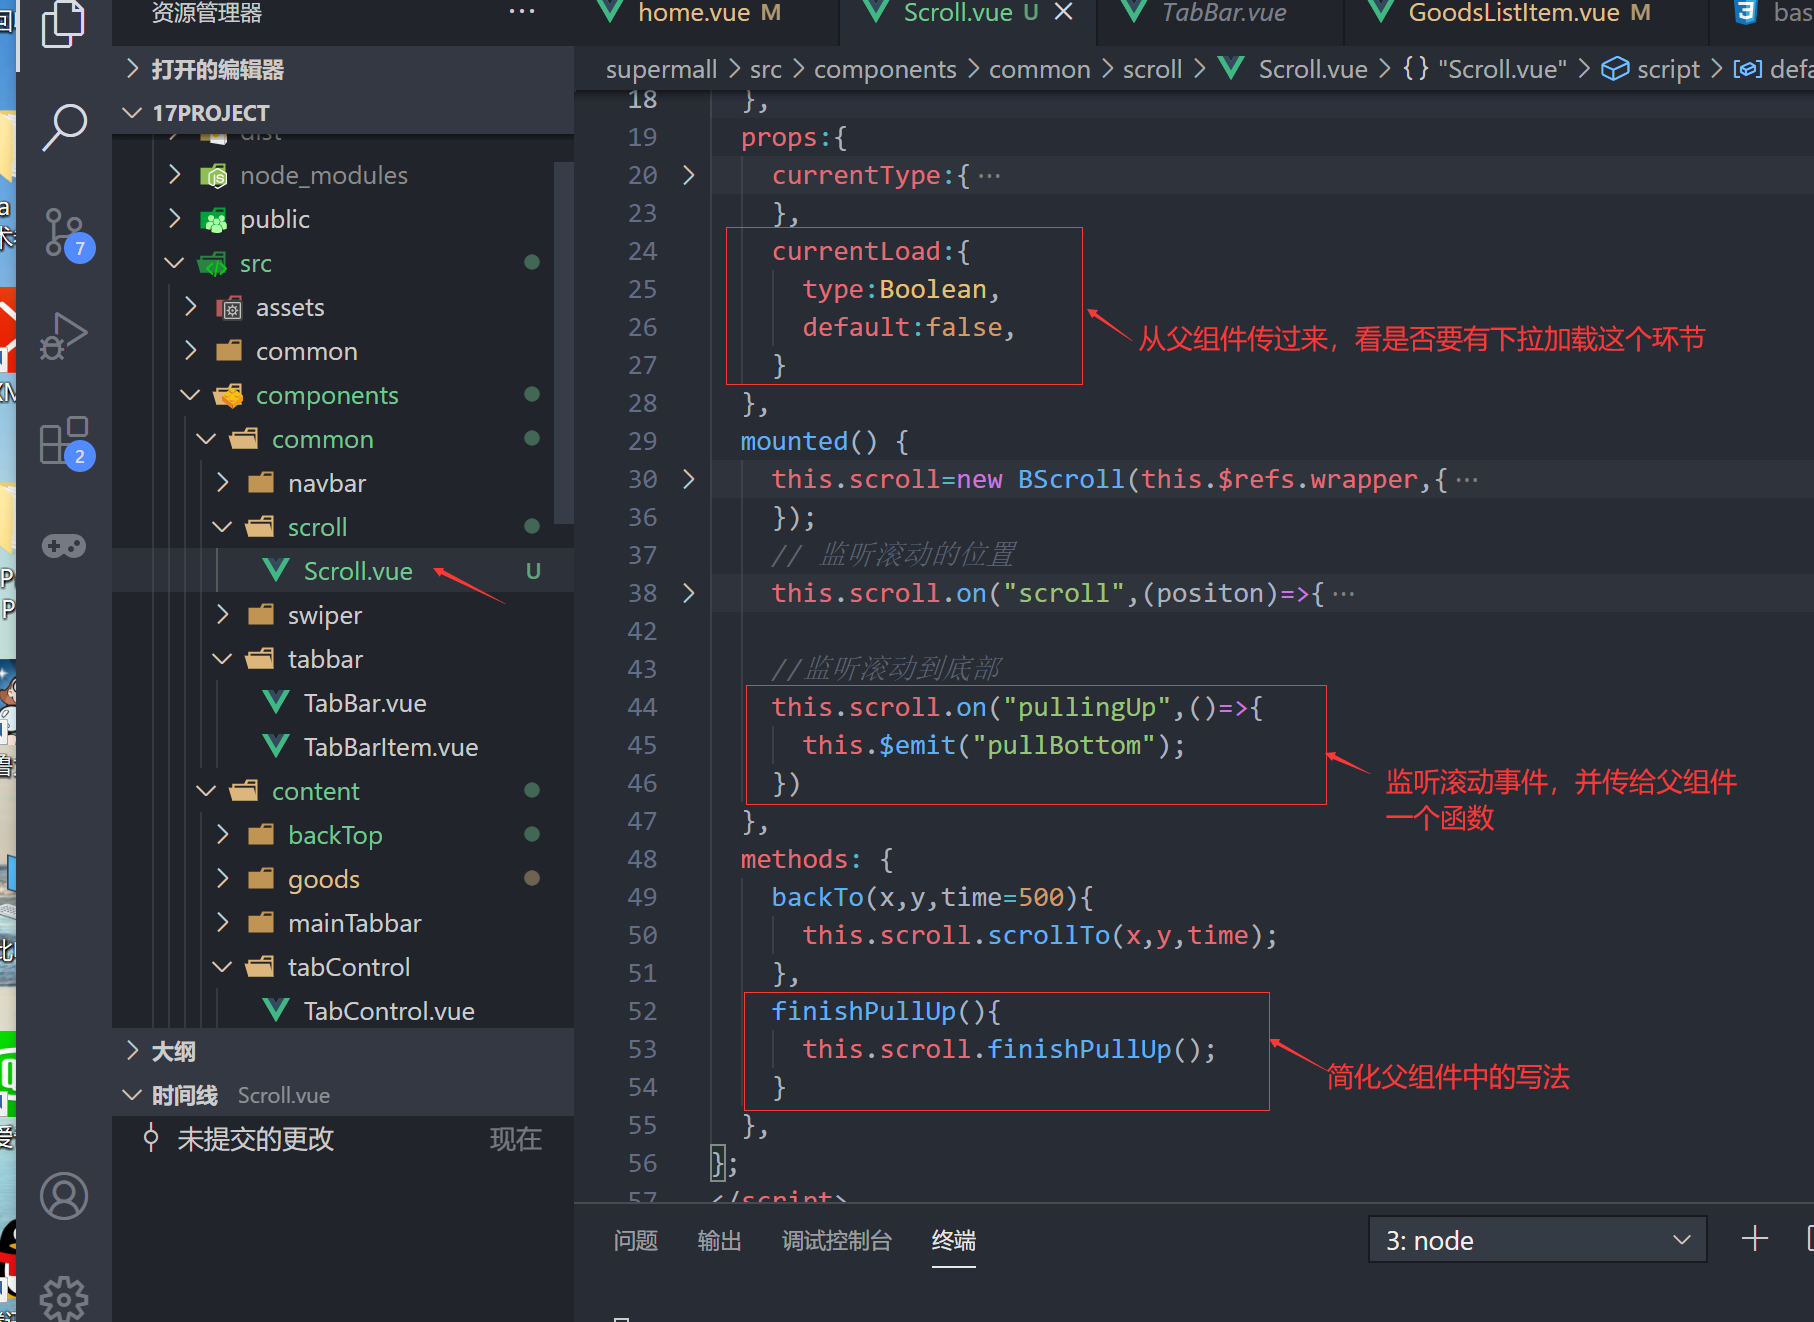 资源管理器
···
打开的编辑器
17PROJECT
dist
node_modules
public
src
assets
common
components
common
navbar
scroll
Scroll.vue U
swiper
tabbar
TabBar.vue
TabBarItem.vue
content
backTop
goods
mainTabbar
tabControl
TabControl.vue
大纲
时间线 Scroll.vue
未提交的更改 现在
7
2
home.vue M
Scroll.vue U
TabBar.vue
GoodsListItem.vue M
bas
supermall > src > components > common > scroll > Scroll.vue > {} "Scroll.vue" > script > defa
18 },
19 props:{
20 currentType:{ ···
23 },
24 currentLoad:{
25 type:Boolean,
26 default:false,
27 }
28 },
29 mounted() {
30 this.scroll=new BScroll(this.$refs.wrapper,{ ···
36 });
37 // 监听滚动的位置
38 this.scroll.on("scroll",(positon)=>{ ···
42
43 //监听滚动到底部
44 this.scroll.on("pullingUp",()=>{
45 this.$emit("pullBottom");
46 })
47 },
48 methods: {
49 backTo(x,y,time=500){
50 this.scroll.scrollTo(x,y,time);
51 },
52 finishPullUp(){
53 this.scroll.finishPullUp();
54 }
55 },
56 };
57 </script>
从父组件传过来，看是否要有下拉加载这个环节
监听滚动事件，并传给父组件
一个函数
简化父组件中的写法
问题 输出 调试控制台 终端
3: node